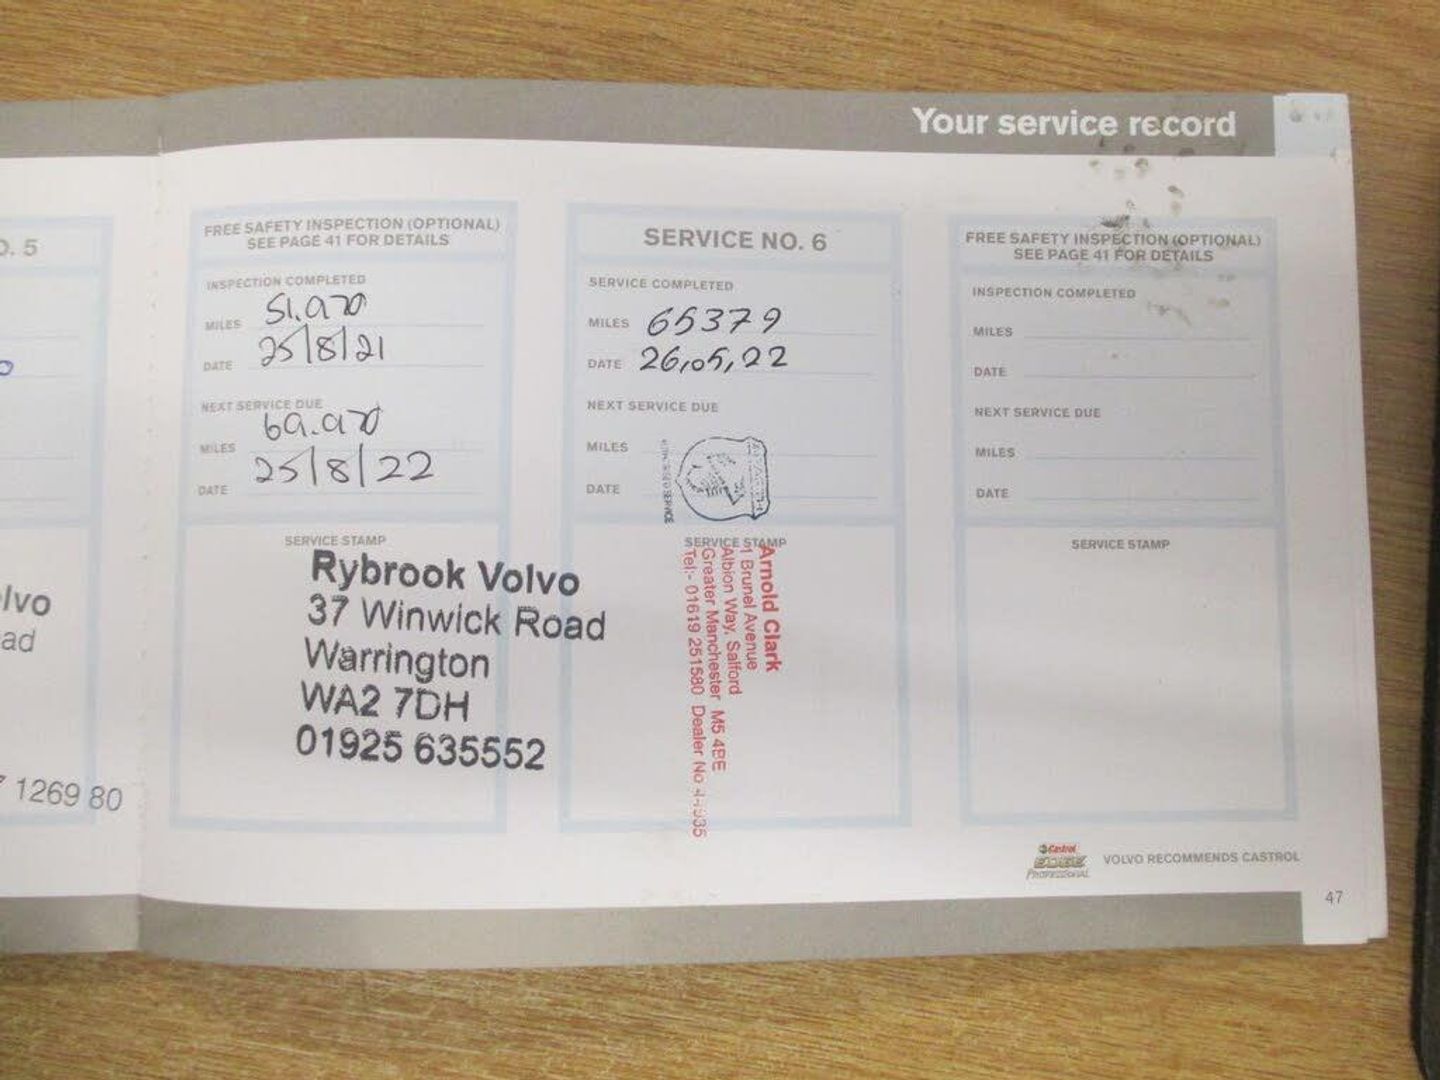 Your service record
O. 5
lvo
ad
1269 80
FREE SAFETY INSPECTION (OPTIONAL)
SEE PAGE 41 FOR DETAILS
INSPECTION COMPLETED
MILES
DATE 25/8/21
NEXT SERVICE DUE
MILES
DATE 25/8/22
SERVICE STAMP
Rybrook Volvo
37 Winwick Road
Warrington
WA2 7DH
01925 635552
SERVICE NO. 6
SERVICE COMPLETED
MILES 65379
DATE 26,05,22
NEXT SERVICE DUE
MILES
DATE
SERVICE STAMP
Arnold Clark
1 Brunel Avenue
Albion Way, Salford
Greater Manchester M5 4BE
Tel:- 01619 251580 Dealer No
FREE SAFETY INSPECTION (OPTIONAL)
SEE PAGE 41 FOR DETAILS
INSPECTION COMPLETED
MILES
DATE
NEXT SERVICE DUE
MILES
DATE
SERVICE STAMP
Castrol
EDGE
PROFESSIONAL
VOLVO RECOMMENDS CASTROL
47